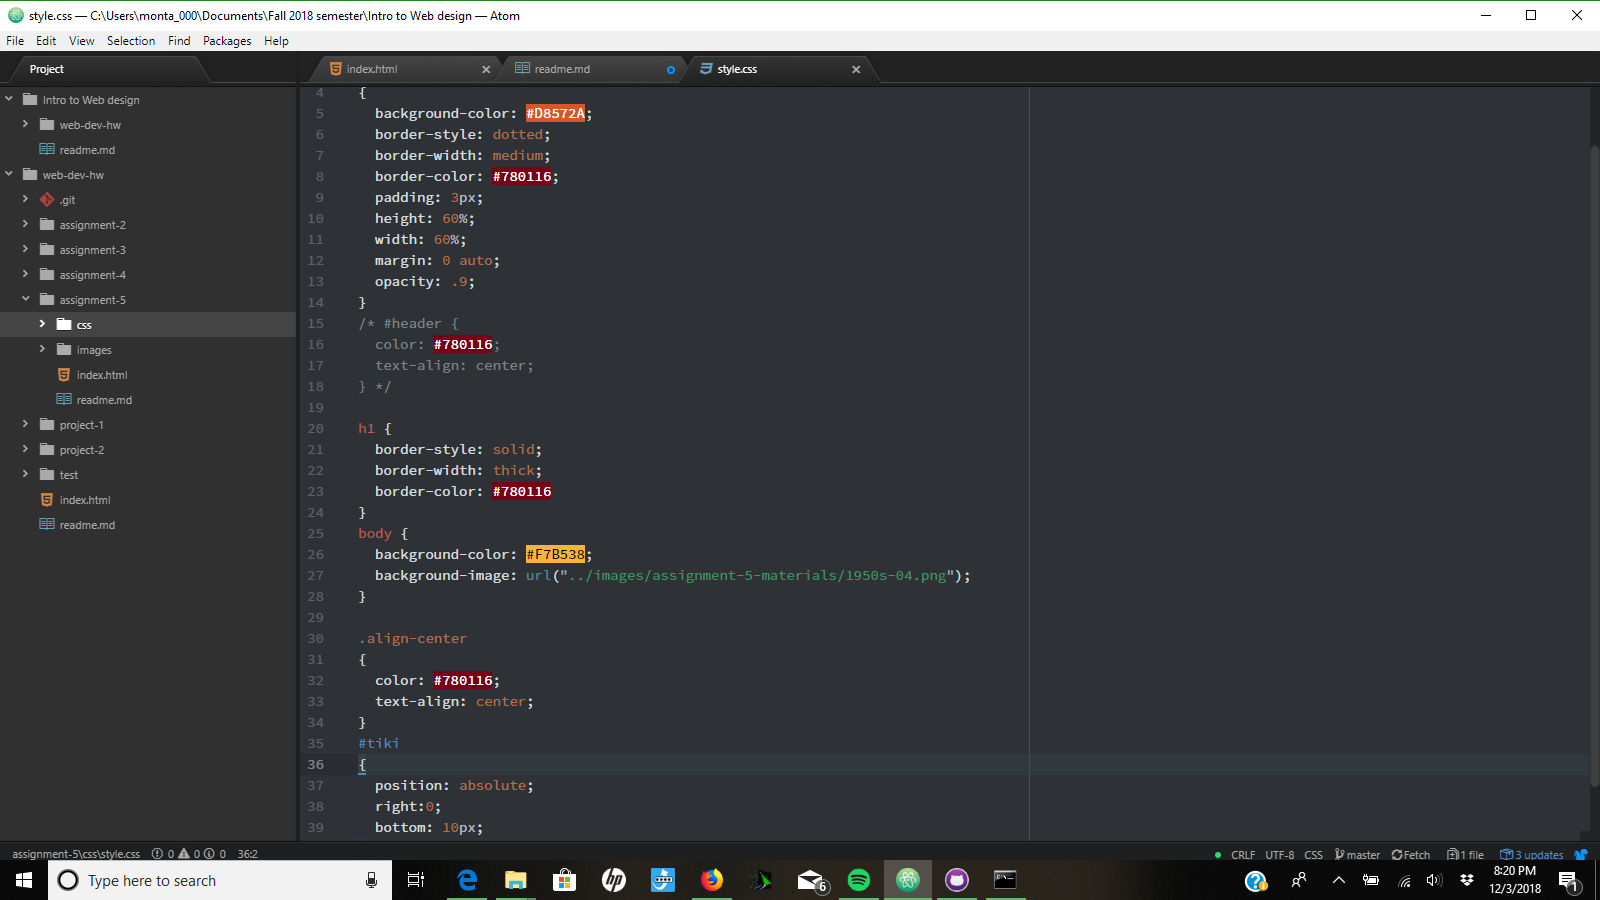 style.css — C:\Users\monta_000\Documents\Fall 2018 semester\Intro to Web design — Atom
File Edit View Selection Find Packages Help
Project
index.html
readme.md
style.css
Intro to Web design
web-dev-hw
readme.md
web-dev-hw
.git
assignment-2
assignment-3
assignment-4
assignment-5
css
images
index.html
readme.md
project-1
project-2
test
index.html
readme.md
4 {
5 background-color: #D8572A;
6 border-style: dotted;
7 border-width: medium;
8 border-color: #780116;
9 padding: 3px;
10 height: 60%;
11 width: 60%;
12 margin: 0 auto;
13 opacity: .9;
14 }
15 /* #header {
16 color: #780116;
17 text-align: center;
18 } */
19
20 h1 {
21 border-style: solid;
22 border-width: thick;
23 border-color: #780116
24 }
25 body {
26 background-color: #F7B538;
27 background-image: url("../images/assignment-5-materials/1950s-04.png");
28 }
29
30 .align-center
31 {
32 color: #780116;
33 text-align: center;
34 }
35 #tiki
36 {
37 position: absolute;
38 right:0;
39 bottom: 10px;
assignment-5\css\style.css 0 0 0 36:2
CRLF UTF-8 CSS master Fetch 1 file 3 updates
Type here to search
hp
6
8:20 PM
12/3/2018
1